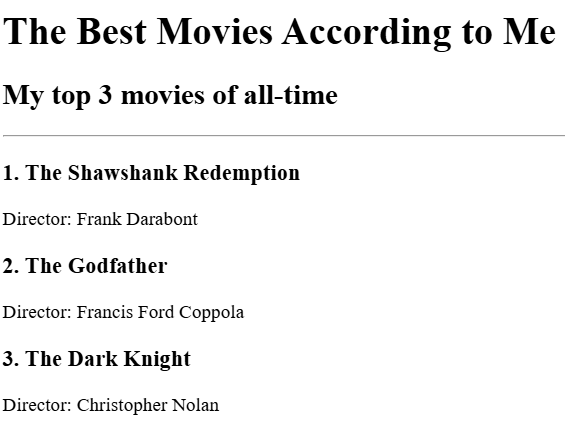 The Best Movies According to Me
My top 3 movies of all-time
1. The Shawshank Redemption
Director: Frank Darabont
2. The Godfather
Director: Francis Ford Coppola
3. The Dark Knight
Director: Christopher Nolan